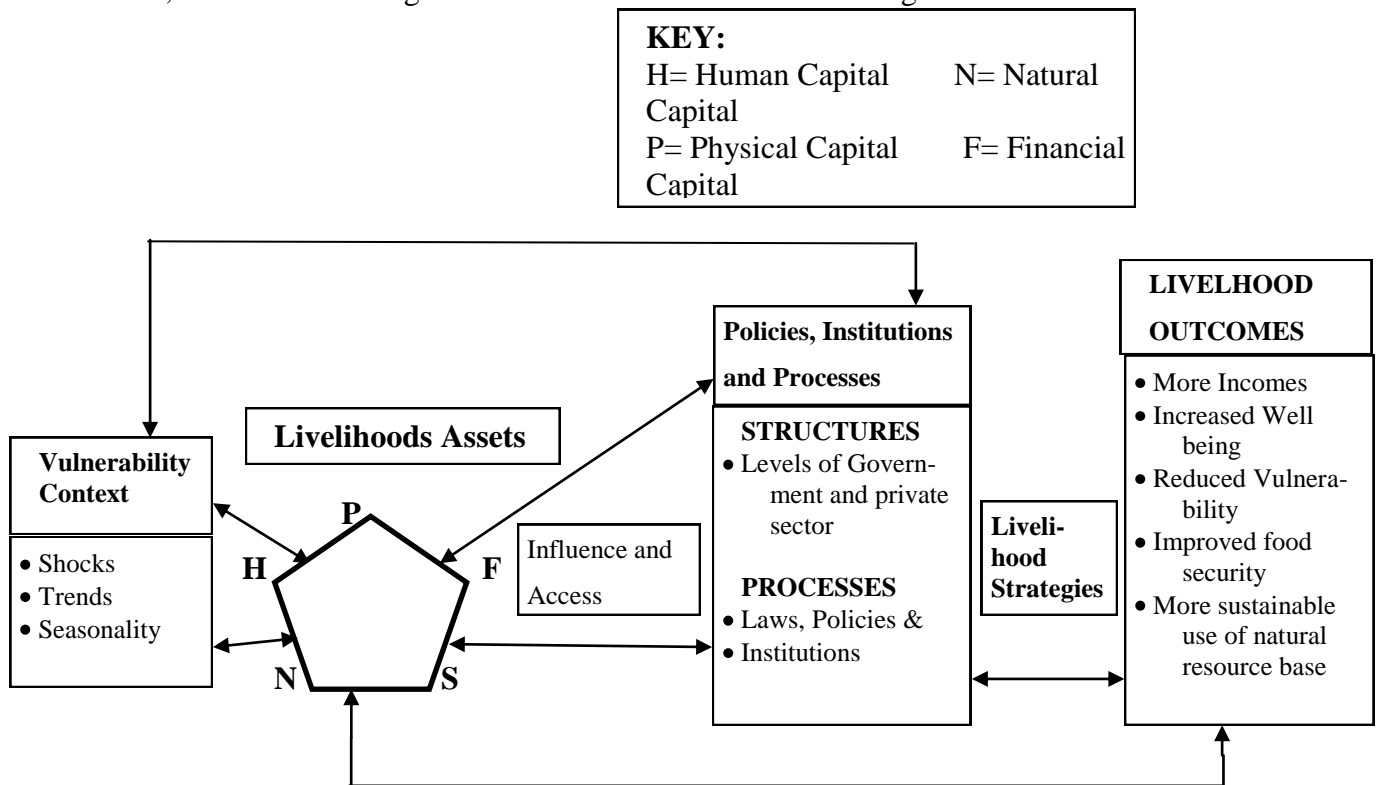 KEY:
H= Human Capital N= Natural
Capital
P= Physical Capital F= Financial
Capital
LIVELHOOD
OUTCOMES
• More Incomes
• Increased Well
being
• Reduced Vulnera-
bility
• Improved food
security
• More sustainable
use of natural
resource base
Policies, Institutions
and Processes
STRUCTURES
• Levels of Govern-
ment and private
sector
PROCESSES
• Laws, Policies &
• Institutions
Liveli-
hood
Strategies
Livelihoods Assets
Vulnerability
Context
• Shocks
• Trends
• Seasonality
P
H
F
N
S
Influence and
Access